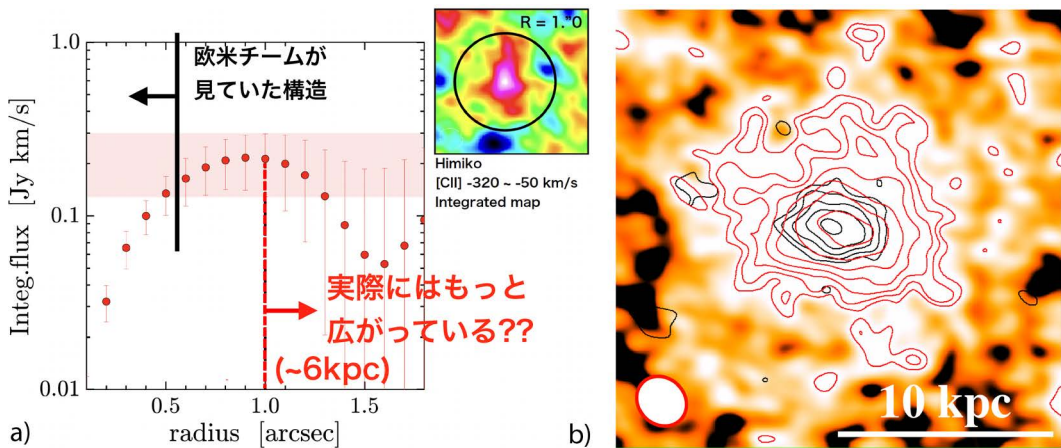 1.0
0.1
0.01
Integ.flux [Jy km/s]
欧米チームが
見ていた構造
実際にはもっと
広がっている??
(~6kpc)
0.5
1.0
1.5
radius [arcsec]
a)
R = 1."0
Himiko
[CII] -320 ~ -50 km/s
Integrated map
b)
10 kpc